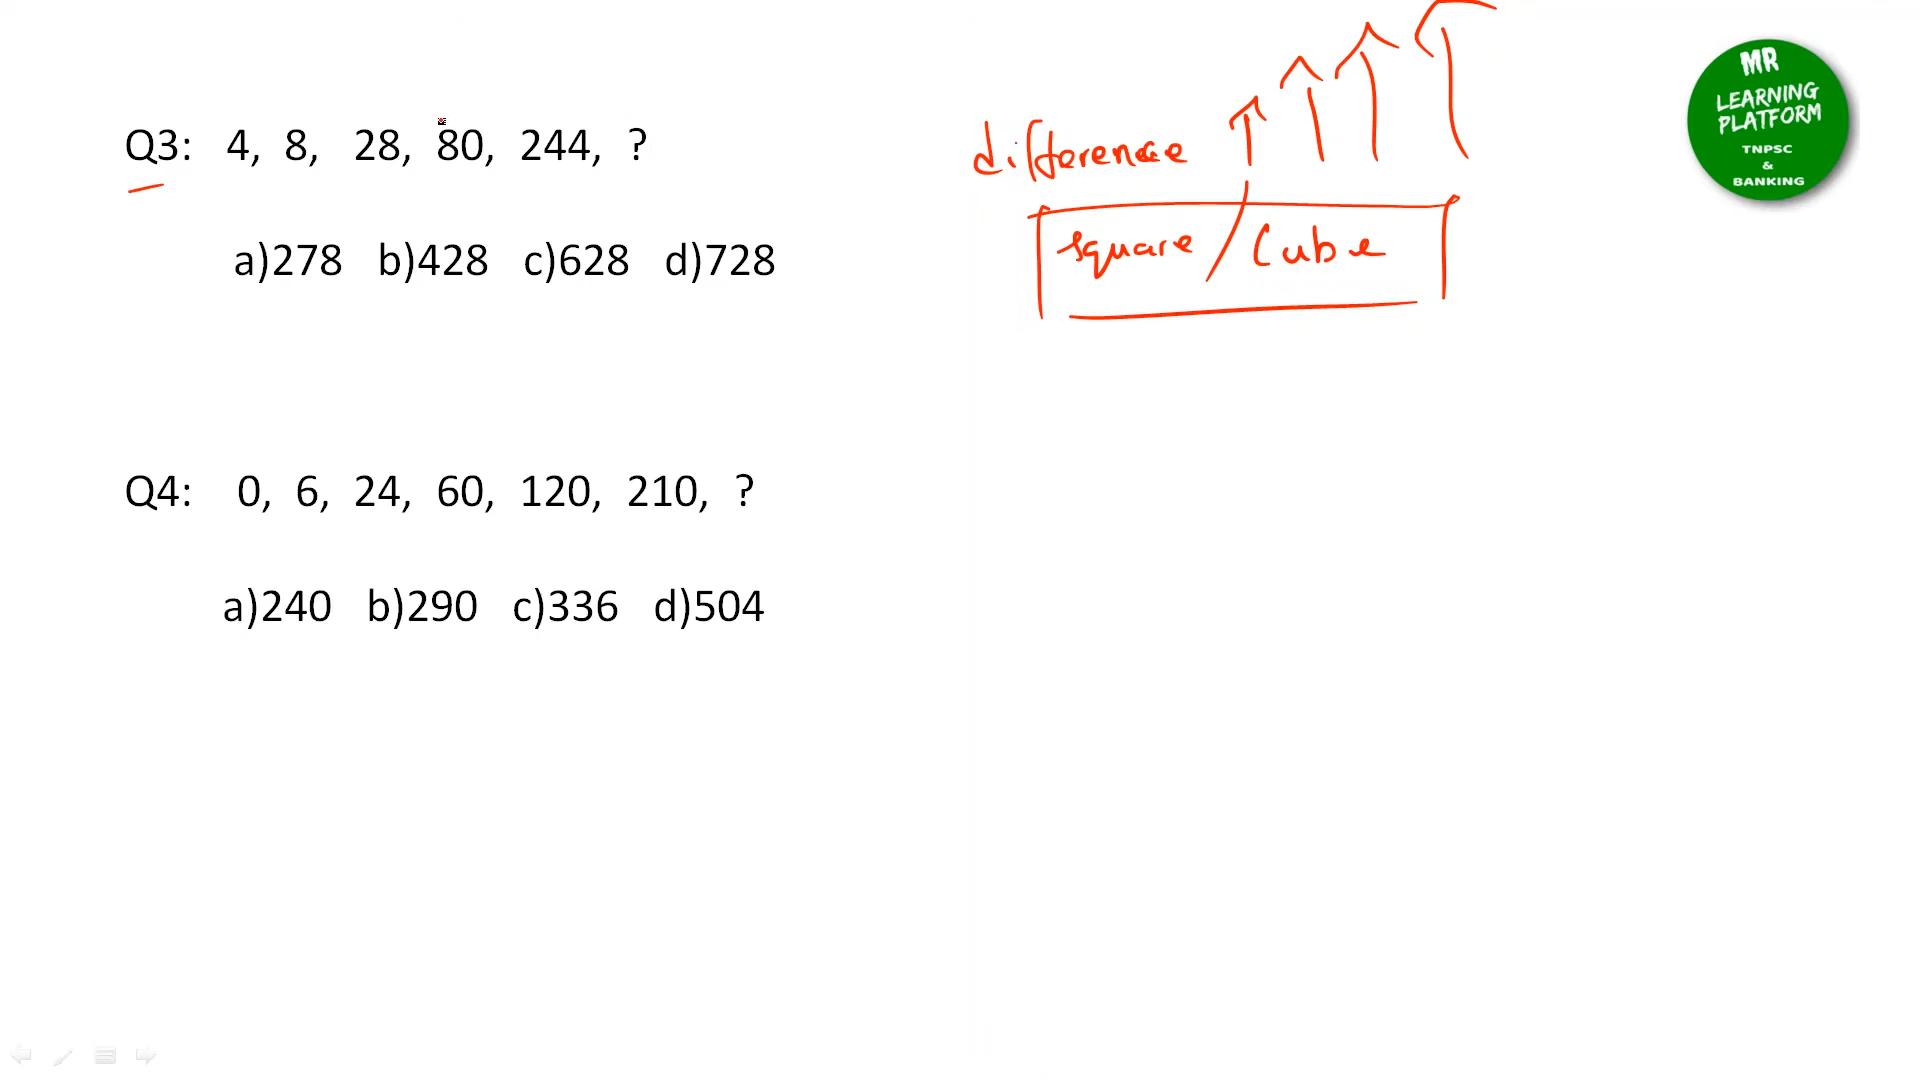 Q3: 4, 8, 28, 80, 244, ?
a)278 b)428 c)628 d)728
difference
square / Cube
MR
LEARNING
PLATFORM
TNPSC
&
BANKING
Q4: 0, 6, 24, 60, 120, 210, ?
a)240 b)290 c)336 d)504